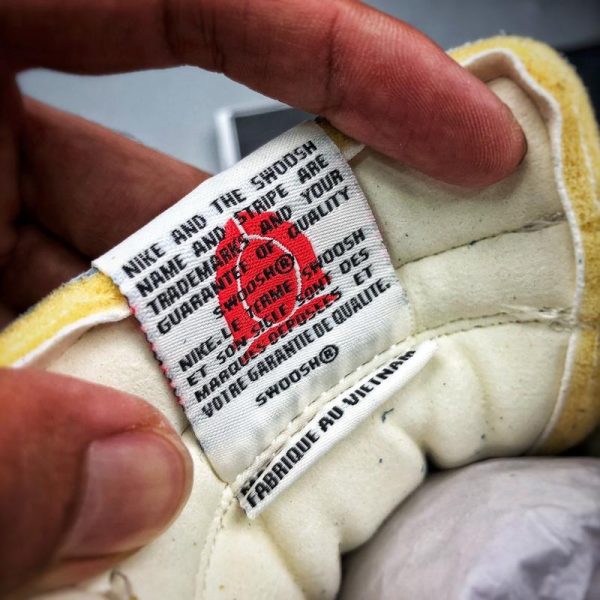 NIKE AND THE SWOOSH
NAME AND STRIPE ARE
TRADEMARKS AND YOUR
GUARANTEE OF QUALITY
SWOOSH®
NIKE. LE TERME SWOOSH
ET SON SIGLE SONT DES
MARQUES DEPOSEES ET
VOTRE GARANTIE DE QUALITE.
SWOOSH®
FABRIQUE AU VIETNAM